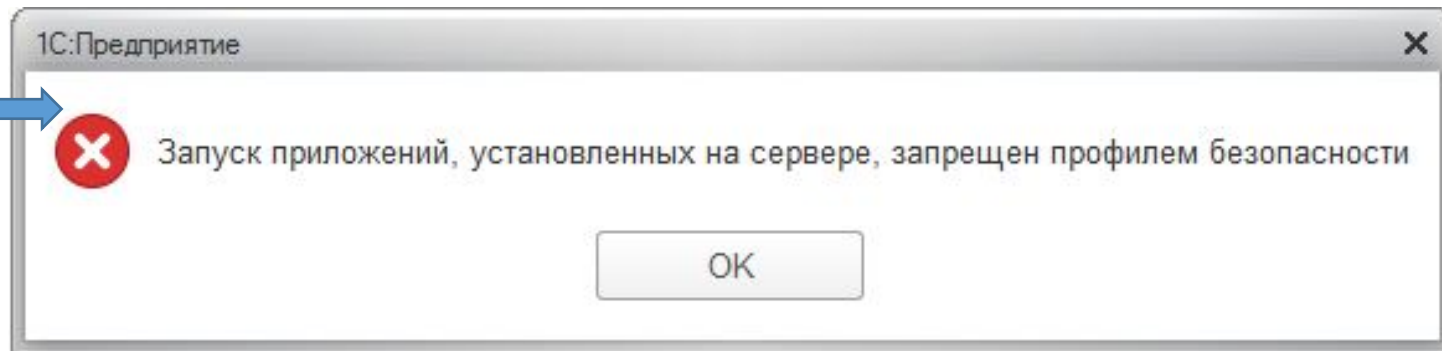 1С:Предприятие
Запуск приложений, установленных на сервере, запрещен профилем безопасности
OK